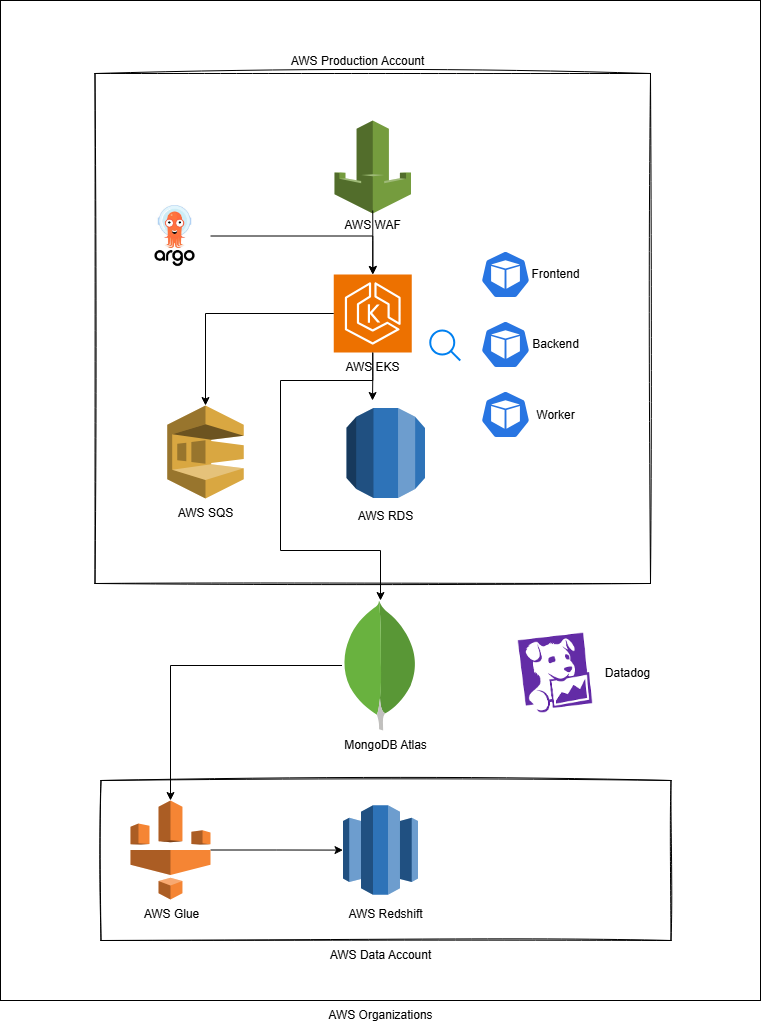 AWS Production Account
AWS WAF
argo
Frontend
K
Backend
AWS EKS
Worker
AWS SQS
AWS RDS
Datadog
MongoDB Atlas
AWS Glue
AWS Redshift
AWS Data Account
AWS Organizations